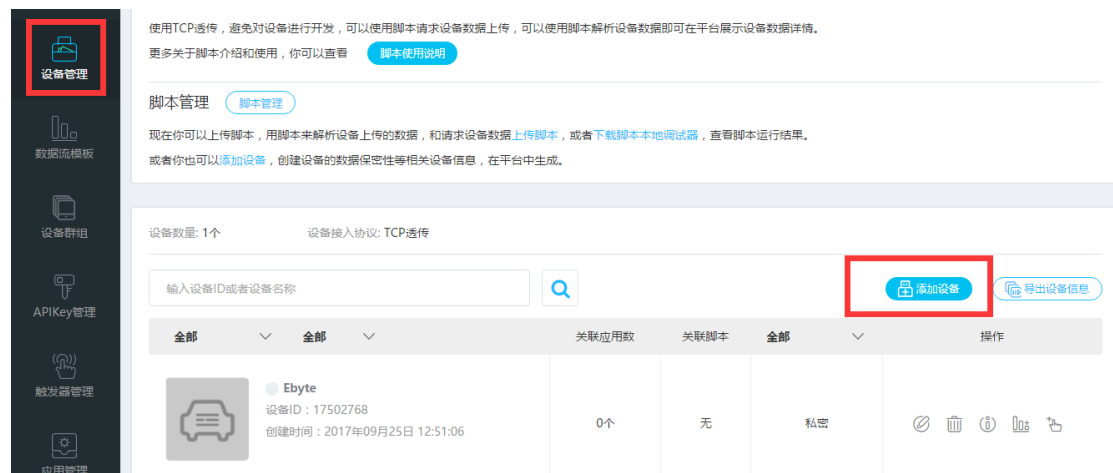 使用TCP透传，避免对设备进行开发，可以使用脚本请求设备数据上传，可以使用脚本解析设备数据即可在平台展示设备数据详情。
更多关于脚本介绍和使用，你可以查看 脚本使用说明
设备管理
脚本管理 脚本管理
现在你可以上传脚本，用脚本来解析设备上传的数据，和请求设备数据上传脚本，或者下载脚本本地调试器，查看脚本运行结果。
数据流模板
或者你也可以添加设备，创建设备的数据保密性等相关设备信息，在平台中生成。
设备群组
设备数量: 1个 设备接入协议: TCP透传
输入设备ID或者设备名称 添加设备 导出设备信息
APIKey管理
全部 全部 关联应用数 关联脚本 全部 操作
触发器管理
Ebyte
设备ID：17502768
0个 无 私密
创建时间：2017年09月25日 12:51:06
应用管理